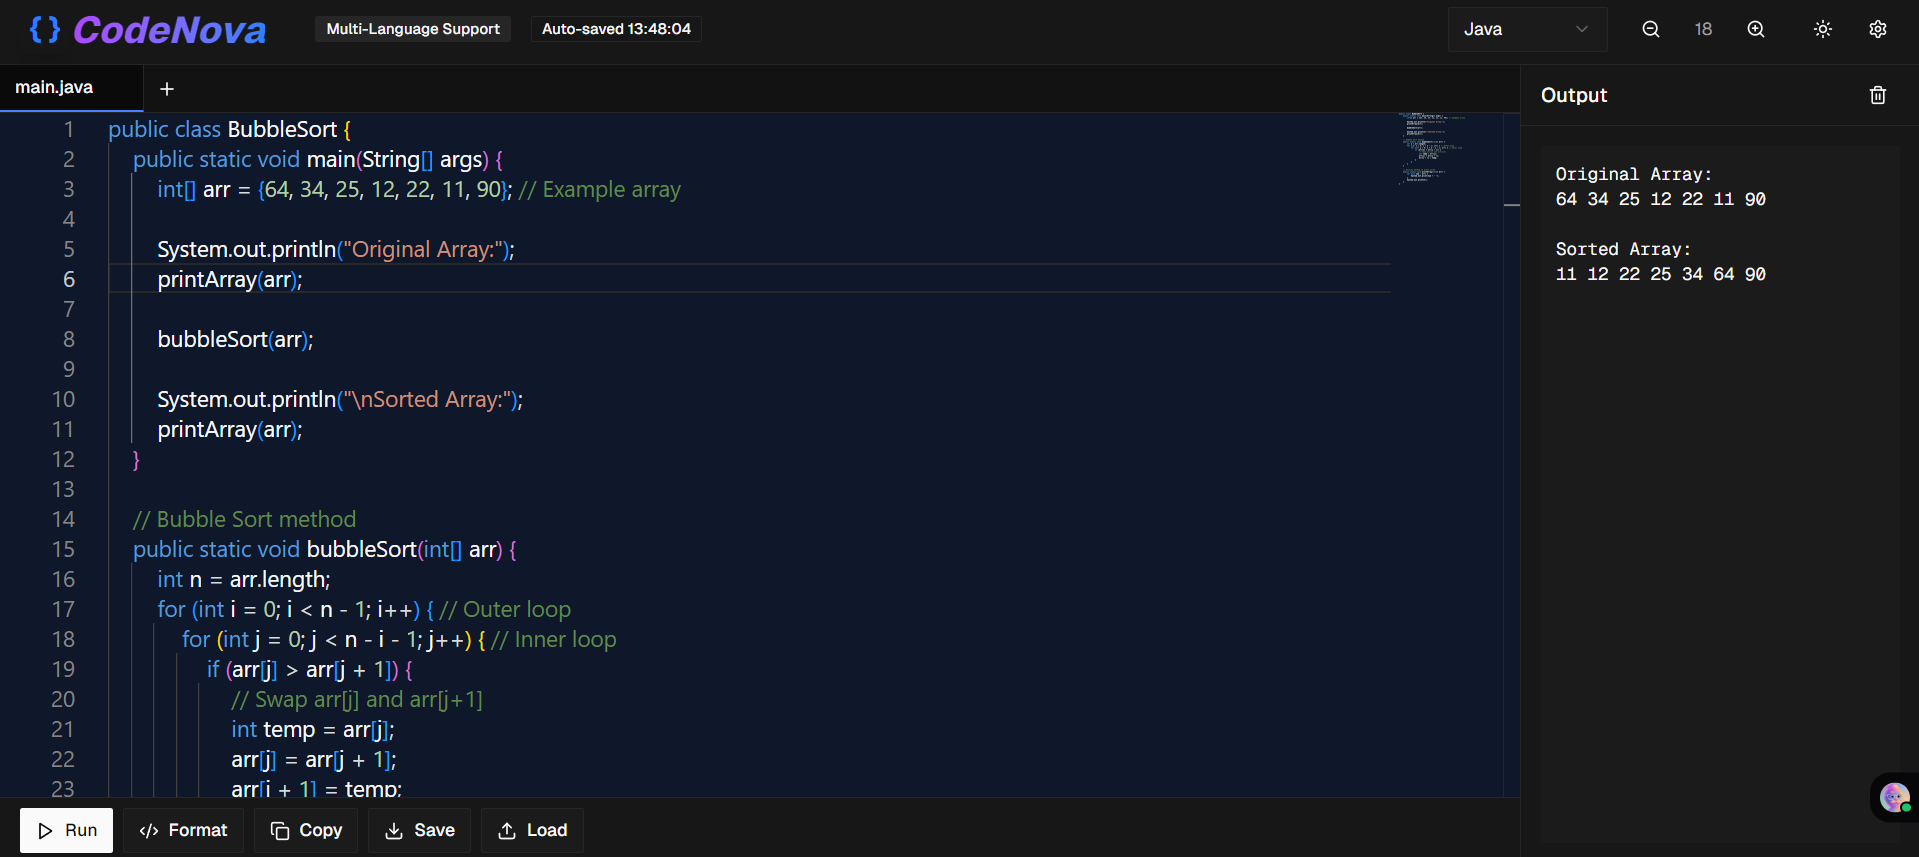 { } CodeNova
Multi-Language Support
Auto-saved 13:48:04
Java
18
main.java
+
Output
1 public class BubbleSort {
2 public static void main(String[] args) {
3 int[] arr = {64, 34, 25, 12, 22, 11, 90}; // Example array
4
5 System.out.println("Original Array:");
6 printArray(arr);
7
8 bubbleSort(arr);
9
10 System.out.println("\nSorted Array:");
11 printArray(arr);
12 }
13
14 // Bubble Sort method
15 public static void bubbleSort(int[] arr) {
16 int n = arr.length;
17 for (int i = 0; i < n - 1; i++) { // Outer loop
18 for (int j = 0; j < n - i - 1; j++) { // Inner loop
19 if (arr[j] > arr[j + 1]) {
20 // Swap arr[j] and arr[j+1]
21 int temp = arr[j];
22 arr[j] = arr[j + 1];
23 arr[j + 1] = temp;
Original Array:
64 34 25 12 22 11 90
Sorted Array:
11 12 22 25 34 64 90
Run
</> Format
Copy
Save
Load